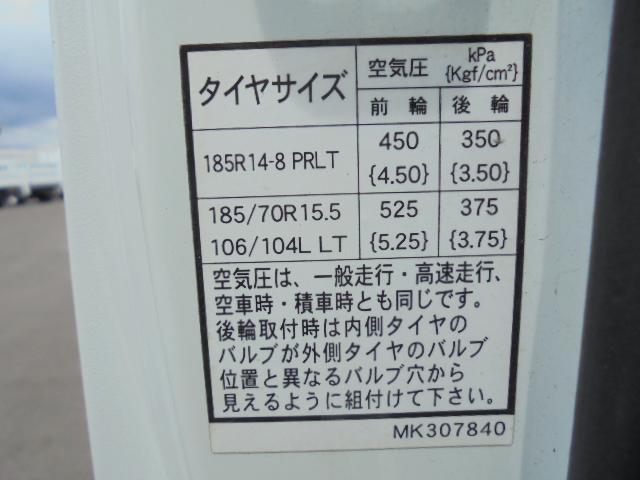 タイヤサイズ 空気圧 kPa {Kgf/cm²}
前輪 後輪
185R14-8 PRLT 450 {4.50} 350 {3.50}
185/70R15.5 525 375
106/104L LT {5.25} {3.75}
空気圧は、一般走行・高速走行、
空車時・積車時とも同じです。
後輪取付時は内側タイヤの
バルブが外側タイヤのバルブ
位置と異なるバルブ穴から
見えるように組付けて下さい。
MK307840